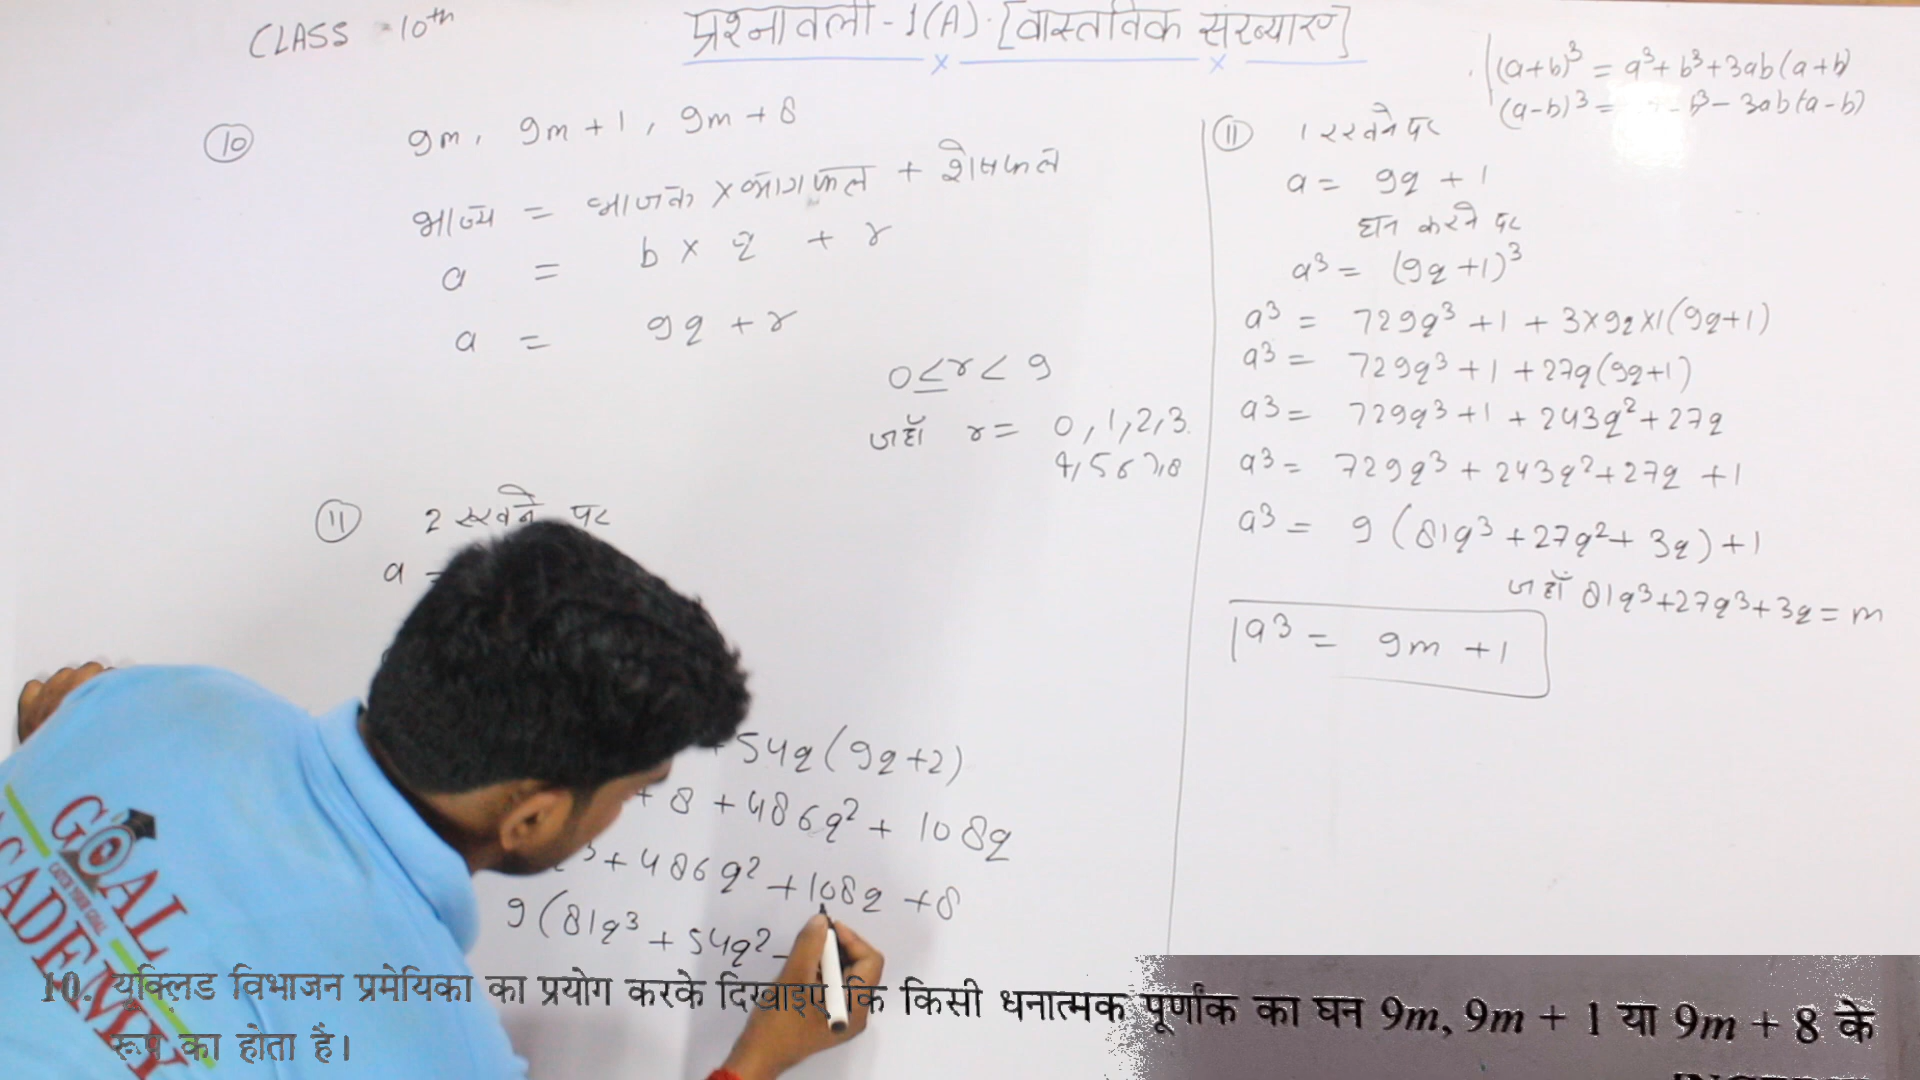 CLASS 10th
प्रश्नावली - 1(A) · [वास्तविक संख्याएं]
(a+b)³ = a³ + b³ + 3ab(a+b)
(a-b)³ = - b³ - 3ab(a-b)
(10) 9m, 9m+1, 9m+8
भाज्य = भाजक × भागफल + शेषफल
a = b × q + r
a = 9q + r
0 ≤ r < 9
जहाँ r = 0, 1, 2, 3
4, 5 6 7, 8
(11) 2 रखने पर
a =
+ 54q(9q+2)
+ 8 + 486q² + 108q
³ + 486q² + 108q + 8
9(81q³ + 54q² -
(11) 1 रखने पर
a = 9q + 1
घन करने पर
a³ = (9q+1)³
a³ = 729q³ + 1 + 3×9q×1(9q+1)
a³ = 729q³ + 1 + 27q(9q+1)
a³ = 729q³ + 1 + 243q² + 27q
a³ = 729q³ + 243q² + 27q + 1
a³ = 9(81q³ + 27q² + 3q) + 1
जहाँ 81q³ + 27q³ + 3q = m
a³ = 9m + 1
GOAL
ACADEMY
10. यूक्लिड विभाजन प्रमेयिका का प्रयोग करके दिखाइए कि किसी धनात्मक पूर्णांक का घन 9m, 9m + 1 या 9m + 8 के
रूप का होता है।